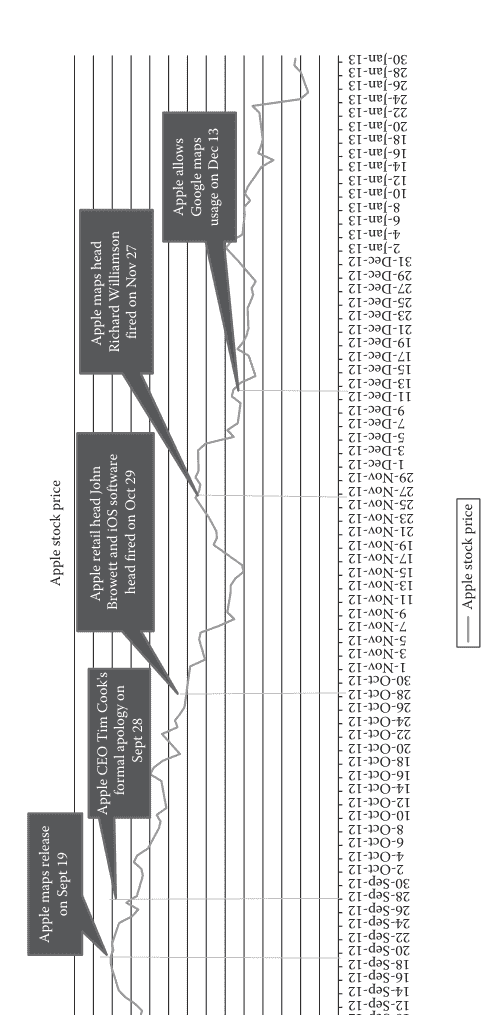 Apple stock price
Apple maps release
on Sept 19
Apple CEO Tim Cook's
formal apology on
Sept 28
Apple retail head John
Browett and iOS software
head fired on Oct 29
Apple maps head
Richard Williamson
fired on Nov 27
Apple allows
Google maps
usage on Dec 13
12-Sep-12
14-Sep-12
16-Sep-12
18-Sep-12
20-Sep-12
22-Sep-12
24-Sep-12
26-Sep-12
28-Sep-12
30-Sep-12
2-Oct-12
4-Oct-12
6-Oct-12
8-Oct-12
10-Oct-12
12-Oct-12
14-Oct-12
16-Oct-12
18-Oct-12
20-Oct-12
22-Oct-12
24-Oct-12
26-Oct-12
28-Oct-12
30-Oct-12
1-Nov-12
3-Nov-12
5-Nov-12
7-Nov-12
9-Nov-12
11-Nov-12
13-Nov-12
15-Nov-12
17-Nov-12
19-Nov-12
21-Nov-12
23-Nov-12
25-Nov-12
27-Nov-12
29-Nov-12
1-Dec-12
3-Dec-12
5-Dec-12
7-Dec-12
9-Dec-12
11-Dec-12
13-Dec-12
15-Dec-12
17-Dec-12
19-Dec-12
21-Dec-12
23-Dec-12
25-Dec-12
27-Dec-12
29-Dec-12
31-Dec-12
2-Jan-13
4-Jan-13
6-Jan-13
8-Jan-13
10-Jan-13
12-Jan-13
14-Jan-13
16-Jan-13
18-Jan-13
20-Jan-13
22-Jan-13
24-Jan-13
26-Jan-13
28-Jan-13
30-Jan-13
Apple stock price